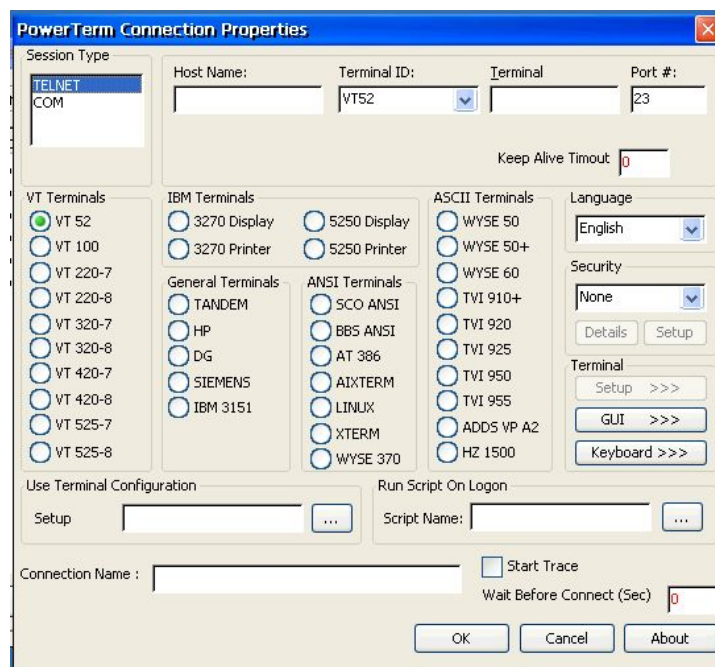 PowerTerm Connection Properties
Session Type
TELNET
COM
Host Name:
Terminal ID:
Terminal
Port #:
VT52
23
Keep Alive Timout
0
VT Terminals
VT 52
VT 100
VT 220-7
VT 220-8
VT 320-7
VT 320-8
VT 420-7
VT 420-8
VT 525-7
VT 525-8
IBM Terminals
3270 Display
5250 Display
3270 Printer
5250 Printer
General Terminals
TANDEM
HP
DG
SIEMENS
IBM 3151
ANSI Terminals
SCO ANSI
BBS ANSI
AT 386
AIXTERM
LINUX
XTERM
WYSE 370
ASCII Terminals
WYSE 50
WYSE 50+
WYSE 60
TVI 910+
TVI 920
TVI 925
TVI 950
TVI 955
ADDS VP A2
HZ 1500
Language
English
Security
None
Details
Setup
Terminal
Setup >>>
GUI >>>
Keyboard >>>
Use Terminal Configuration
Setup
...
Run Script On Logon
Script Name:
...
Connection Name :
Start Trace
Wait Before Connect (Sec)
0
OK
Cancel
About